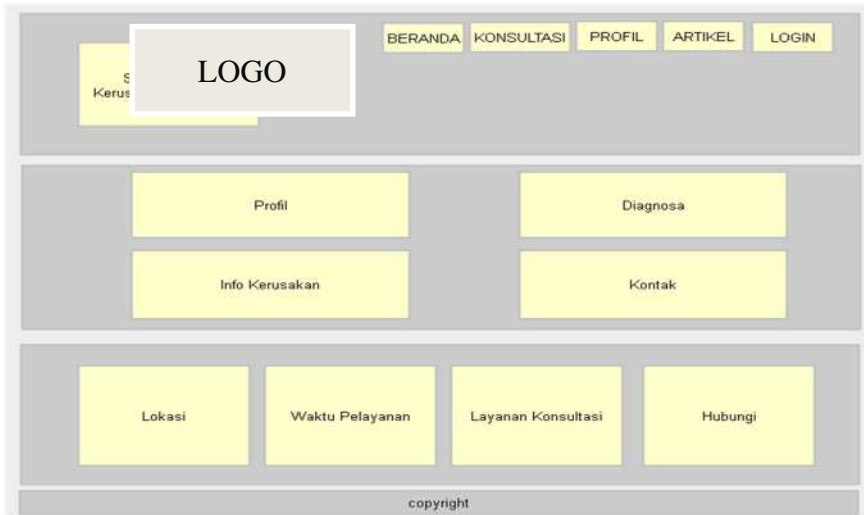 BERANDA KONSULTASI PROFIL ARTIKEL LOGIN
LOGO
Profil Diagnosa
Info Kerusakan Kontak
Lokasi Waktu Pelayanan Layanan Konsultasi Hubungi
copyright